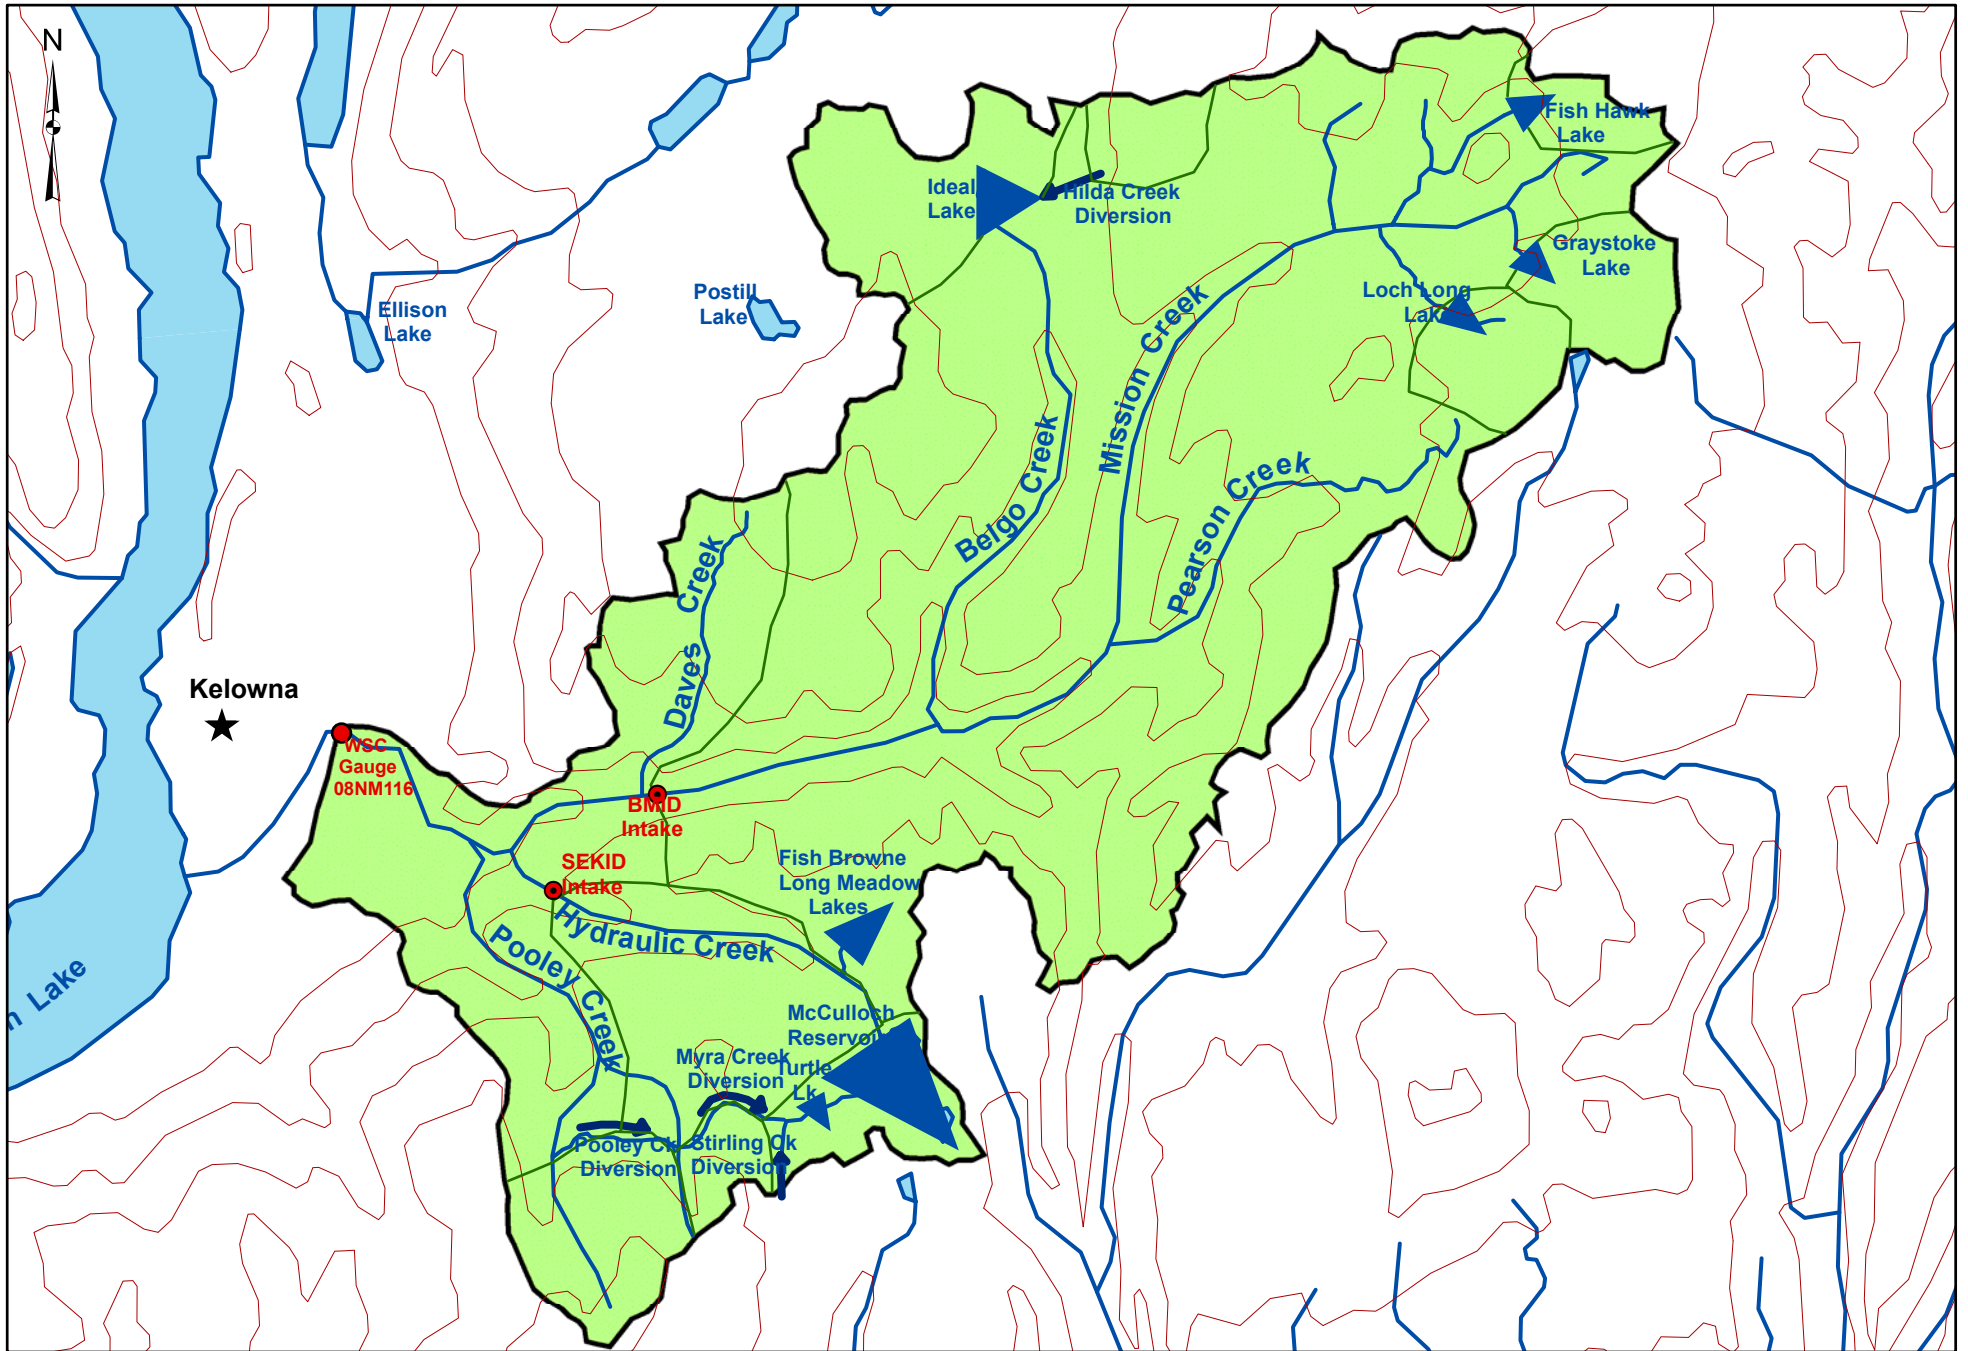 N
Fish Hawk
Lake
Ideal
Lake
Hilda Creek
Diversion
Graystoke
Lake
Loch Long
Lake
Postill
Lake
Ellison
Lake
Mission Creek
Belgo Creek
Pearson Creek
Daves Creek
Kelowna
WSC
Gauge
08NM116
BMID
Intake
SEKID
Intake
Fish Browne
Long Meadow
Lakes
Hydraulic Creek
Pooley Creek
n Lake
McCulloch
Reservoir
Myra Creek
Diversion
Turtle
Lk
Pooley Ck
Diversion
Stirling Ck
Diversion